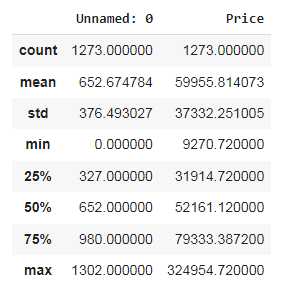 Unnamed: 0 Price
count 1273.000000 1273.000000
mean 652.674784 59955.814073
std 376.493027 37332.251005
min 0.000000 9270.720000
25% 327.000000 31914.720000
50% 652.000000 52161.120000
75% 980.000000 79333.387200
max 1302.000000 324954.720000